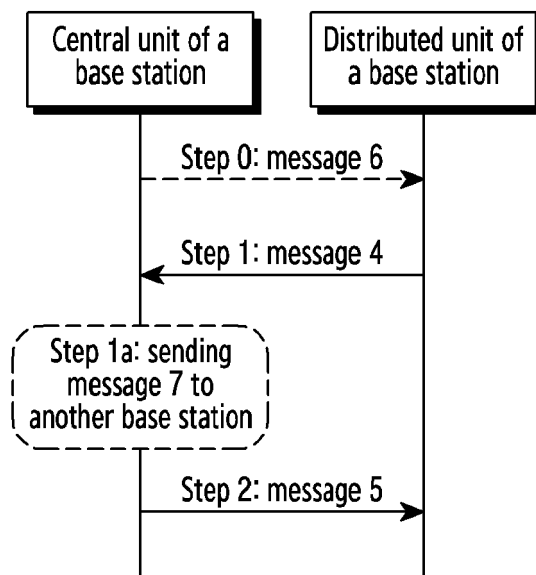 Central unit of a
base station
Distributed unit of
a base station
Step 0: message 6
Step 1: message 4
Step 1a: sending
message 7 to
another base station
Step 2: message 5